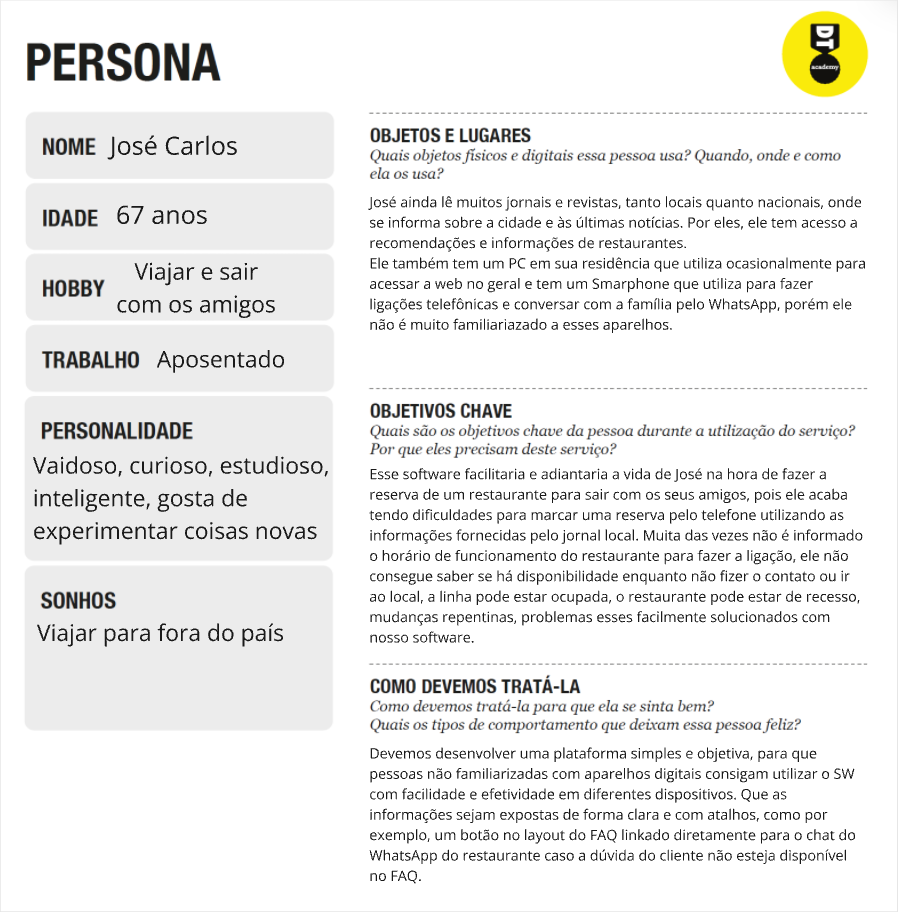 PERSONA
DT
academy
NOME José Carlos
IDADE 67 anos
HOBBY Viajar e sair
com os amigos
TRABALHO Aposentado
PERSONALIDADE
Vaidoso, curioso, estudioso,
inteligente, gosta de
experimentar coisas novas
SONHOS
Viajar para fora do país
OBJETOS E LUGARES
Quais objetos físicos e digitais essa pessoa usa? Quando, onde e como
ela os usa?
José ainda lê muitos jornais e revistas, tanto locais quanto nacionais, onde
se informa sobre a cidade e às últimas notícias. Por eles, ele tem acesso a
recomendações e informações de restaurantes.
Ele também tem um PC em sua residência que utiliza ocasionalmente para
acessar a web no geral e tem um Smarphone que utiliza para fazer
ligações telefônicas e conversar com a família pelo WhatsApp, porém ele
não é muito familiariazado a esses aparelhos.
OBJETIVOS CHAVE
Quais são os objetivos chave da pessoa durante a utilização do serviço?
Por que eles precisam deste serviço?
Esse software facilitaria e adiantaria a vida de José na hora de fazer a
reserva de um restaurante para sair com os seus amigos, pois ele acaba
tendo dificuldades para marcar uma reserva pelo telefone utilizando as
informações fornecidas pelo jornal local. Muita das vezes não é informado
o horário de funcionamento do restaurante para fazer a ligação, ele não
consegue saber se há disponibilidade enquanto não fizer o contato ou ir
ao local, a linha pode estar ocupada, o restaurante pode estar de recesso,
mudanças repentinas, problemas esses facilmente solucionados com
nosso software.
COMO DEVEMOS TRATÁ-LA
Como devemos tratá-la para que ela se sinta bem?
Quais os tipos de comportamento que deixam essa pessoa feliz?
Devemos desenvolver uma plataforma simples e objetiva, para que
pessoas não familiarizadas com aparelhos digitais consigam utilizar o SW
com facilidade e efetividade em diferentes dispositivos. Que as
informações sejam expostas de forma clara e com atalhos, como por
exemplo, um botão no layout do FAQ linkado diretamente para o chat do
WhatsApp do restaurante caso a dúvida do cliente não esteja disponível
no FAQ.